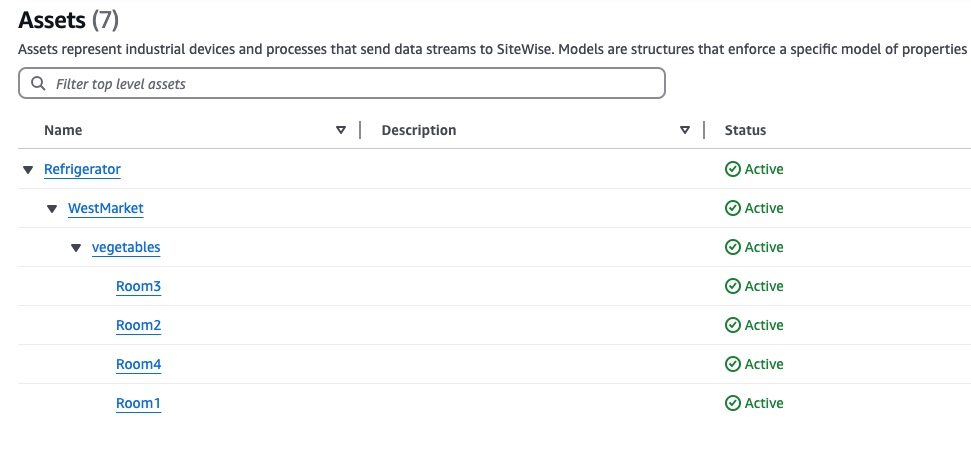 Assets (7)
Assets represent industrial devices and processes that send data streams to SiteWise. Models are structures that enforce a specific model of properties
Filter top level assets
Name Description Status
Refrigerator Active
WestMarket Active
vegetables Active
Room3 Active
Room2 Active
Room4 Active
Room1 Active